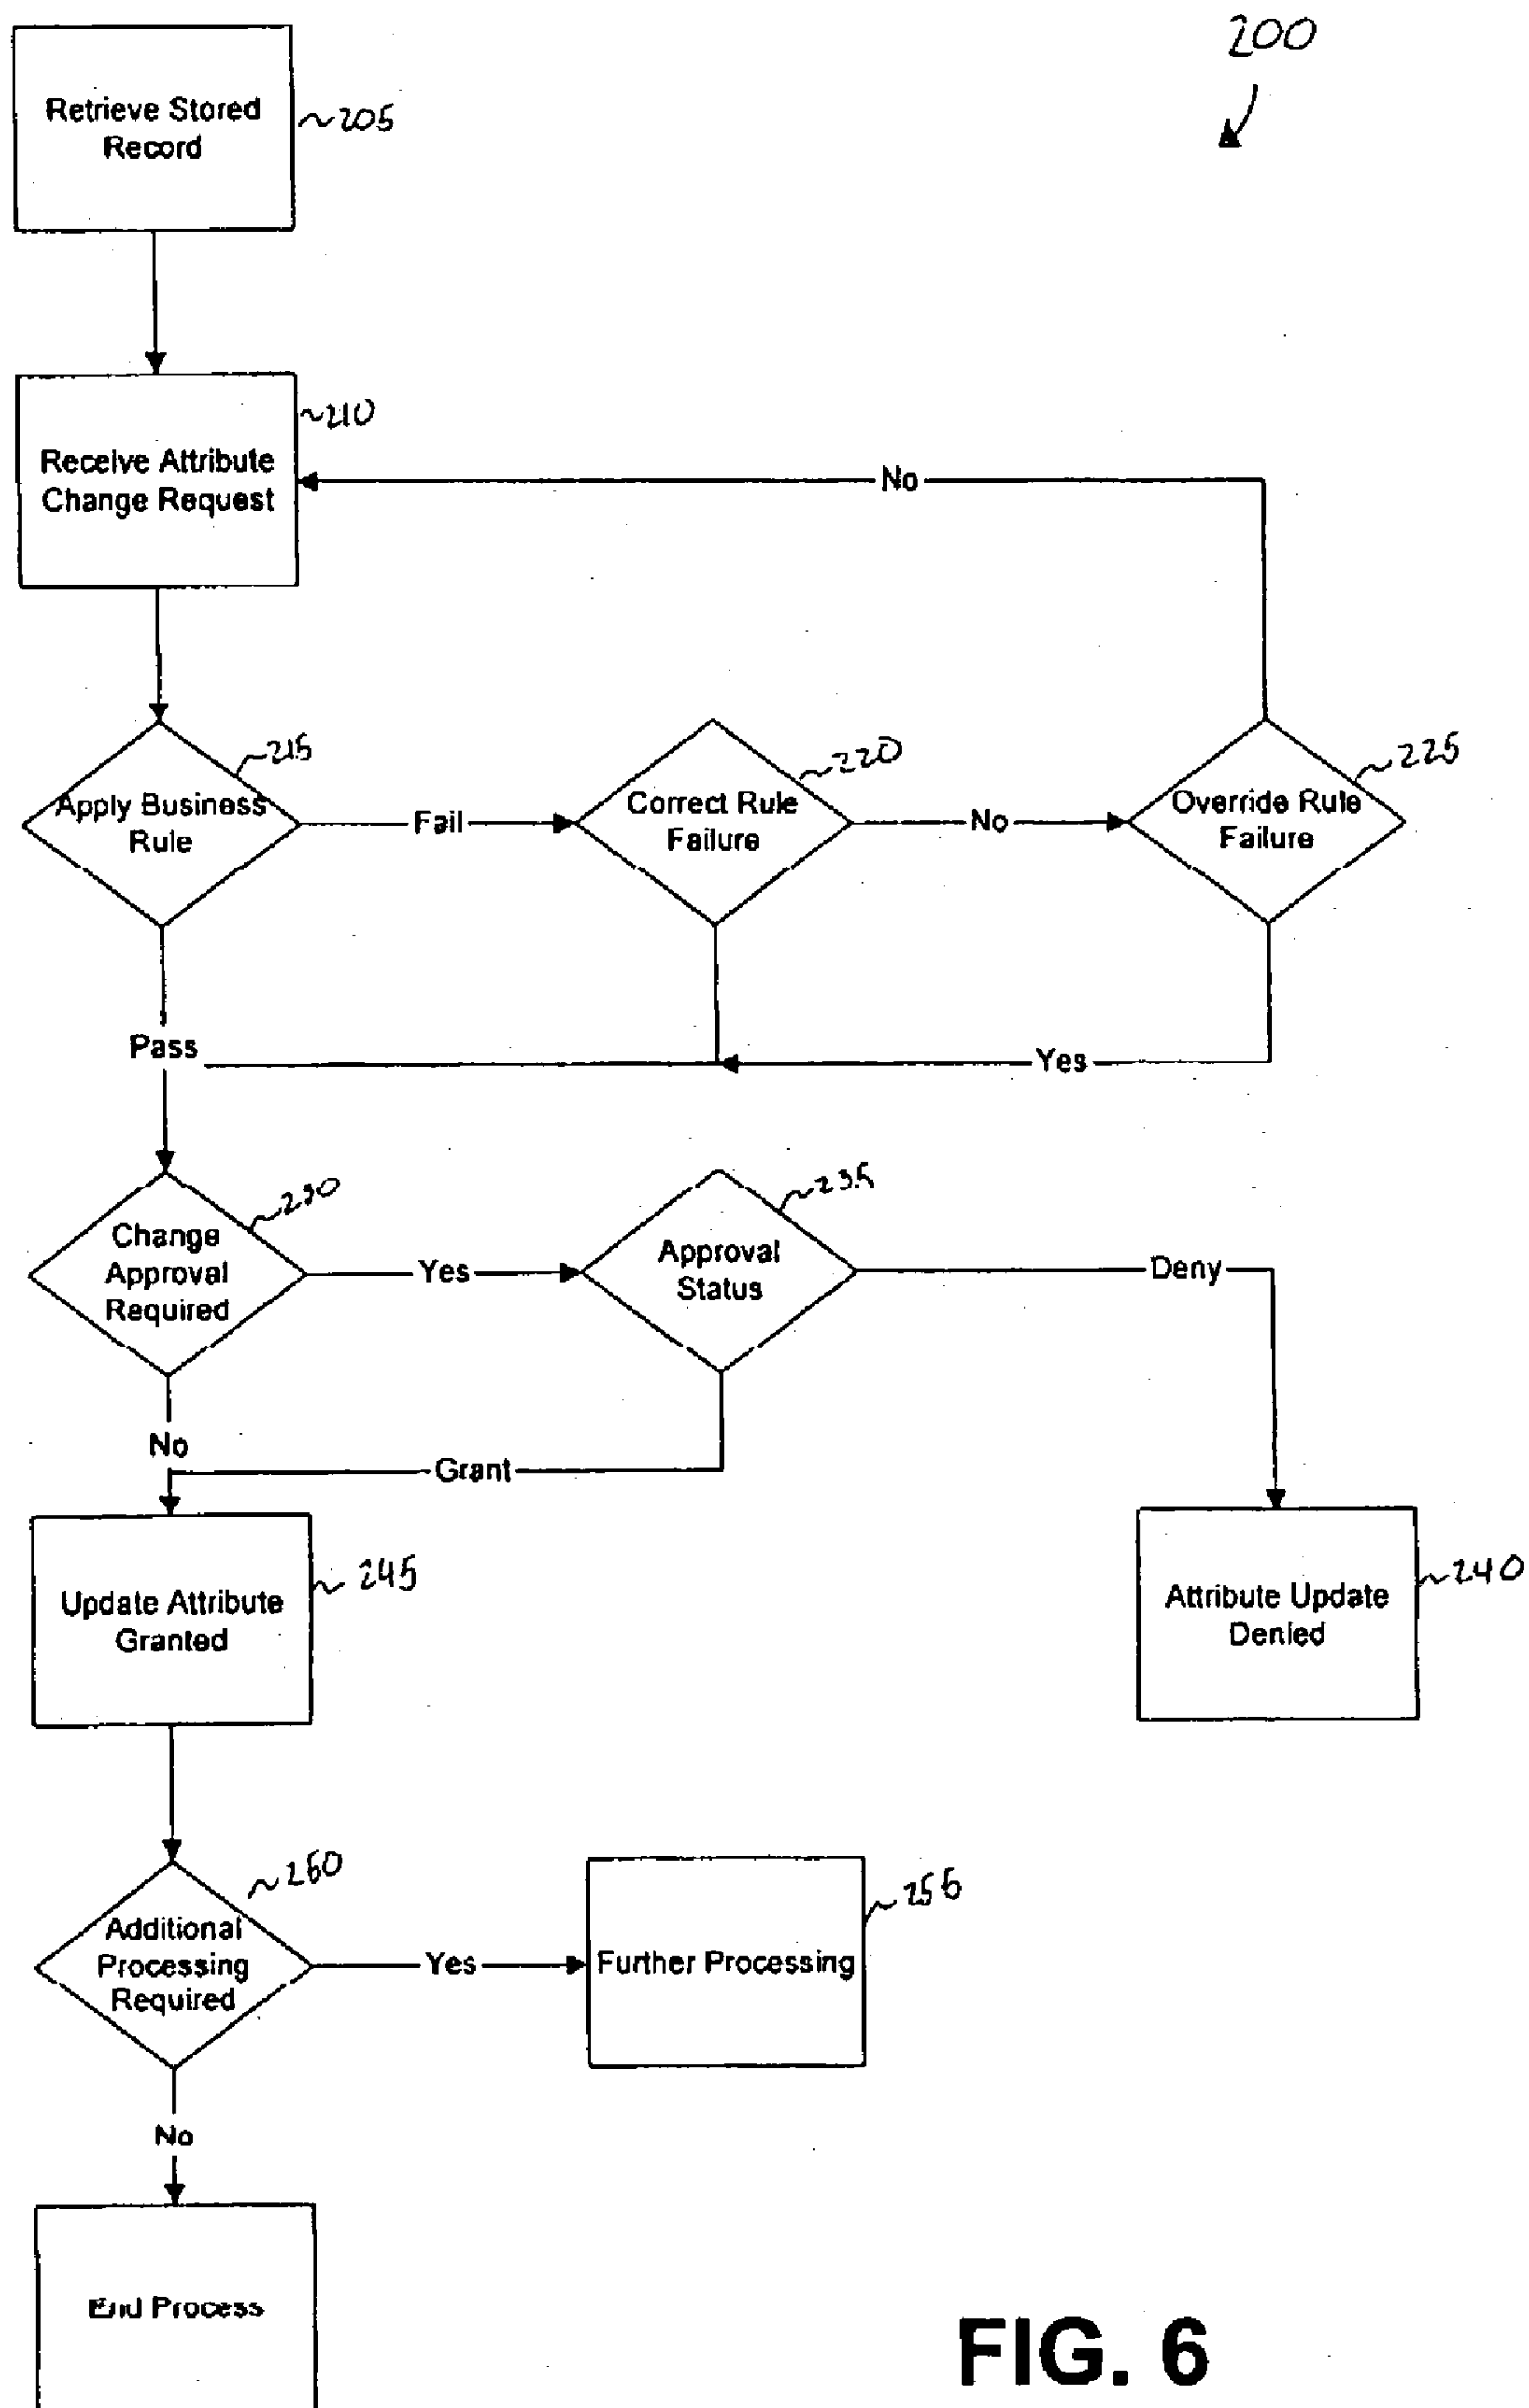 200
Retrieve Stored
Record
205
Receive Attribute
Change Request
210
No
Apply Business
Rule
215
Fail
Correct Rule
Failure
220
No
Override Rule
Failure
225
Pass
Yes
Change
Approval
Required
230
Yes
Approval
Status
235
Deny
No
Grant
Update Attribute
Granted
245
Attribute Update
Denied
240
Additional
Processing
Required
250
Yes
Further Processing
255
No
End Process
FIG. 6